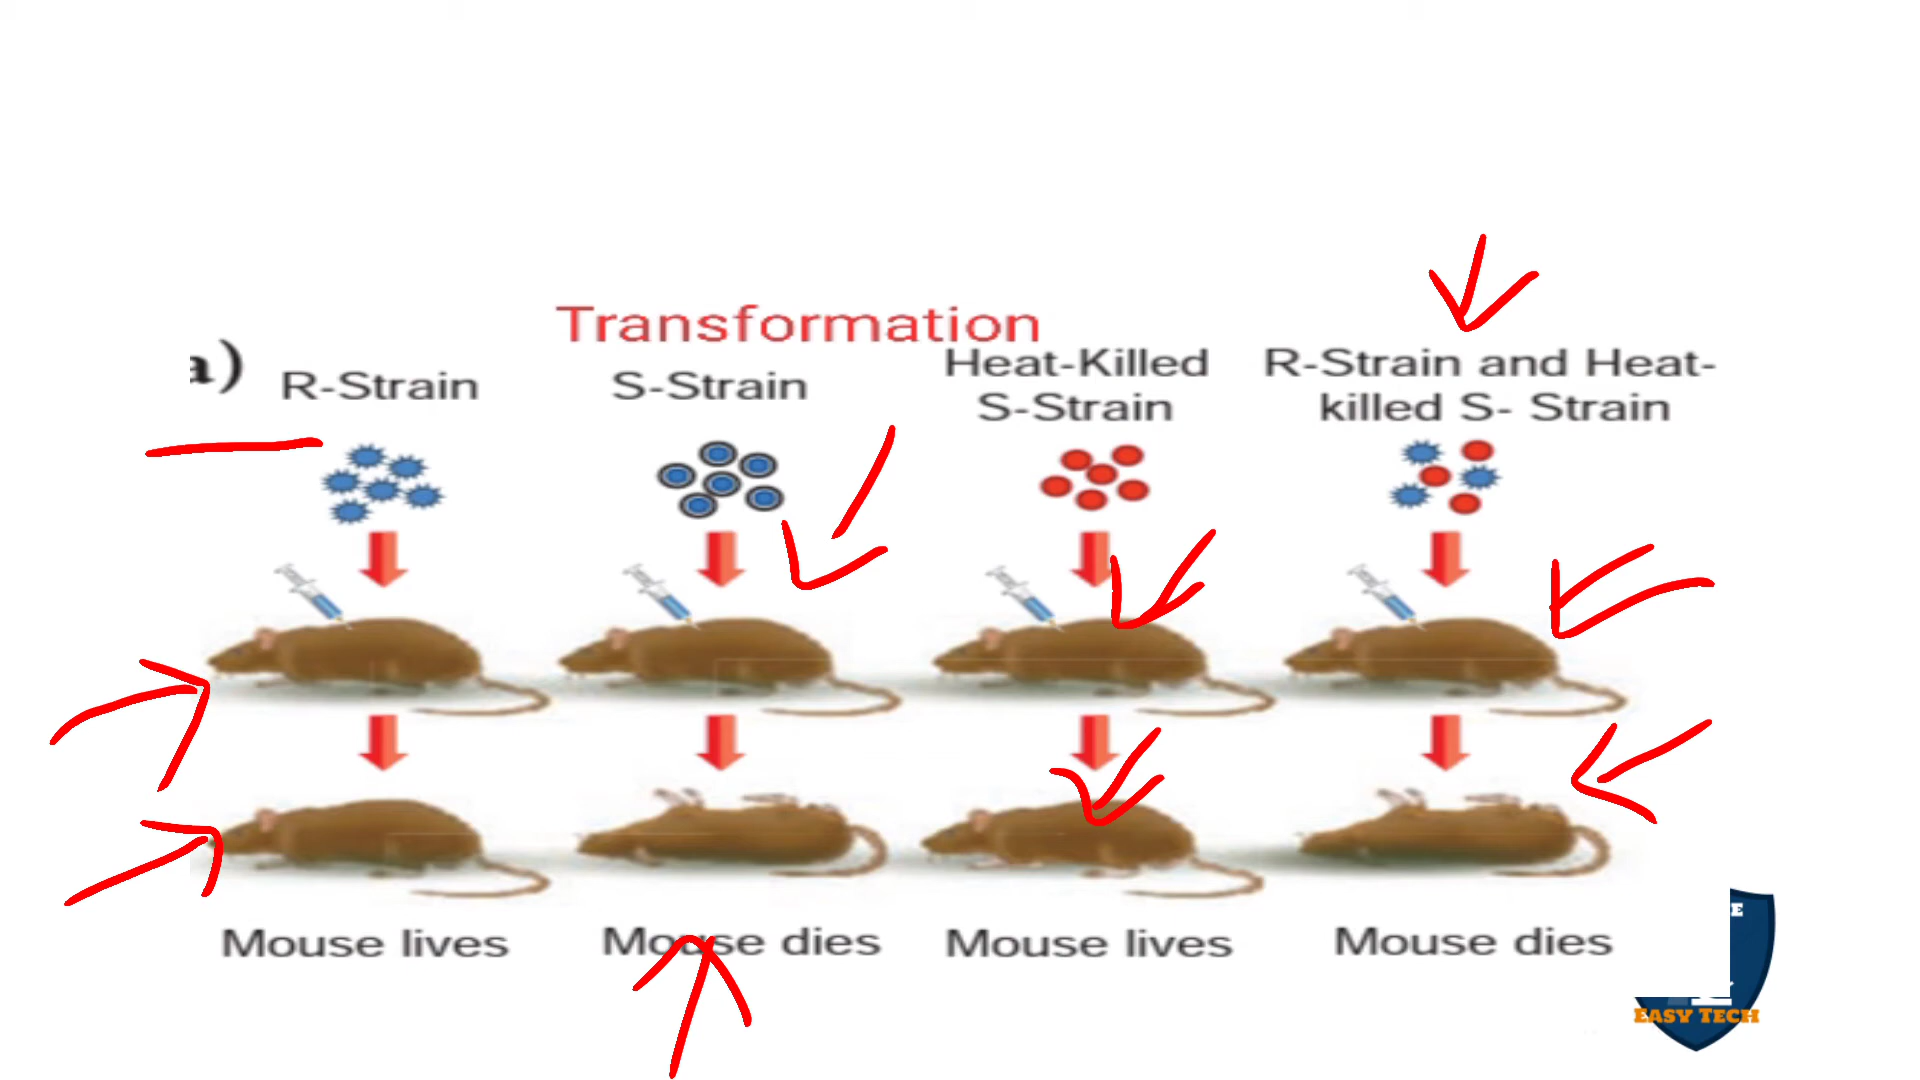 Transformation
a)
R-Strain
S-Strain
Heat-Killed
S-Strain
R-Strain and Heat-
killed S- Strain
Mouse lives
Mouse dies
Mouse lives
Mouse dies
EASY TECH